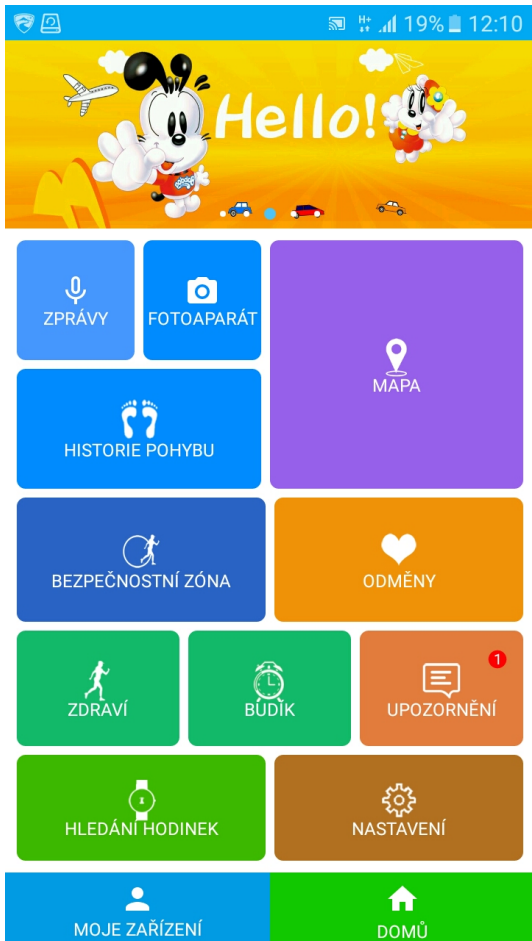 H+ 19% 12:10
Hello!
ZPRÁVY
FOTOAPARÁT
MAPA
HISTORIE POHYBU
BEZPEČNOSTNÍ ZÓNA
ODMĚNY
1
ZDRAVÍ
BUDÍK
UPOZORNĚNÍ
HLEDÁNÍ HODINEK
NASTAVENÍ
MOJE ZAŘÍZENÍ
DOMŮ